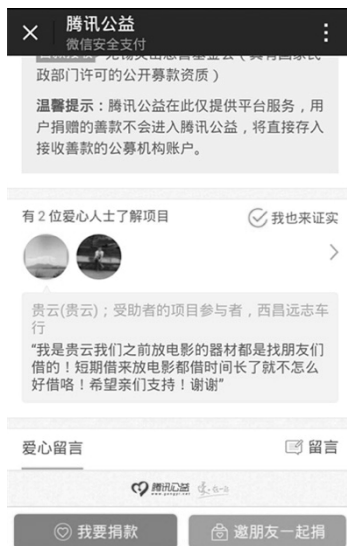 腾讯公益
微信安全支付
政部门许可的公开募款资质）
温馨提示：腾讯公益在此仅提供平台服务，用
户捐赠的善款不会进入腾讯公益，将直接存入
接收善款的公募机构账户。
有2位爱心人士了解项目
我也来证实
贵云(贵云)；受助者的项目参与者，西昌远志车
行
“我是贵云我们之前放电影的器材都是找朋友们
借的！短期借来放电影都借时间长了就不怎么
好借咯！希望亲们支持！谢谢”
爱心留言
留言
腾讯公益
我要捐款
邀朋友一起捐